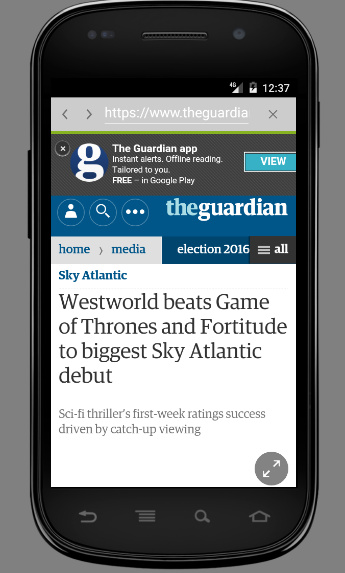 4G 12:37
https://www.theguardia
The Guardian app
Instant alerts. Offline reading.
Tailored to you.
FREE – in Google Play
VIEW
g
theguardian
home › media election 2016 all
Sky Atlantic
Westworld beats Game
of Thrones and Fortitude
to biggest Sky Atlantic
debut
Sci-fi thriller's first-week ratings success
driven by catch-up viewing